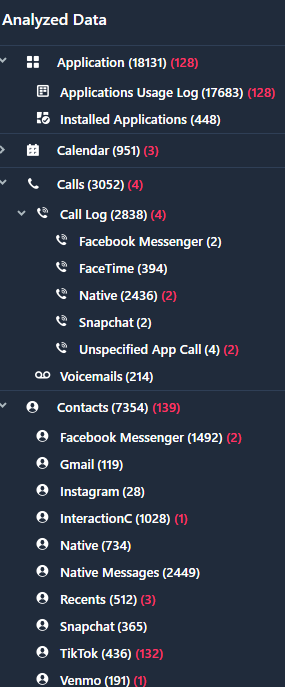 Analyzed Data
Application (18131) (128)
Applications Usage Log (17683) (128)
Installed Applications (448)
Calendar (951) (3)
Calls (3052) (4)
Call Log (2838) (4)
Facebook Messenger (2)
FaceTime (394)
Native (2436) (2)
Snapchat (2)
Unspecified App Call (4) (2)
Voicemails (214)
Contacts (7354) (139)
Facebook Messenger (1492) (2)
Gmail (119)
Instagram (28)
InteractionC (1028) (1)
Native (734)
Native Messages (2449)
Recents (512) (3)
Snapchat (365)
TikTok (436) (132)
Venmo (191) (1)